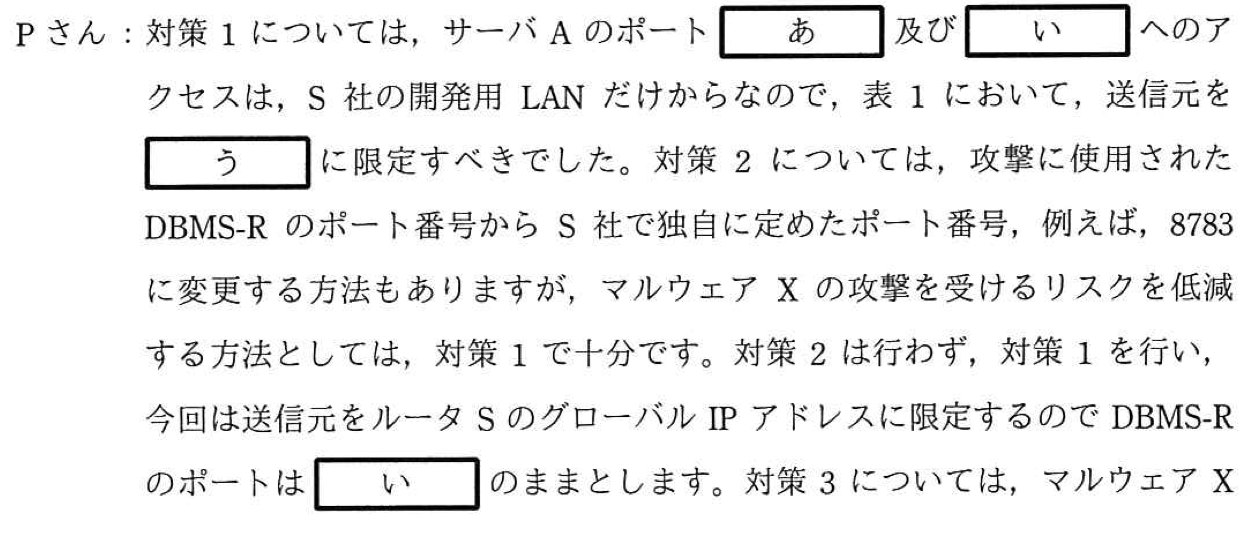 Pさん：対策1については，サーバAのポート あ 及び い へのア
クセスは，S 社の開発用 LAN だけからなので，表 1 において，送信元を
う に限定すべきでした。対策 2 については，攻撃に使用された
DBMS-R のポート番号から S 社で独自に定めたポート番号，例えば，8783
に変更する方法もありますが，マルウェア X の攻撃を受けるリスクを低減
する方法としては，対策 1 で十分です。対策 2 は行わず，対策 1 を行い，
今回は送信元をルータ S のグローバル IP アドレスに限定するので DBMS-R
のポートは い のままとします。対策 3 については，マルウェア X